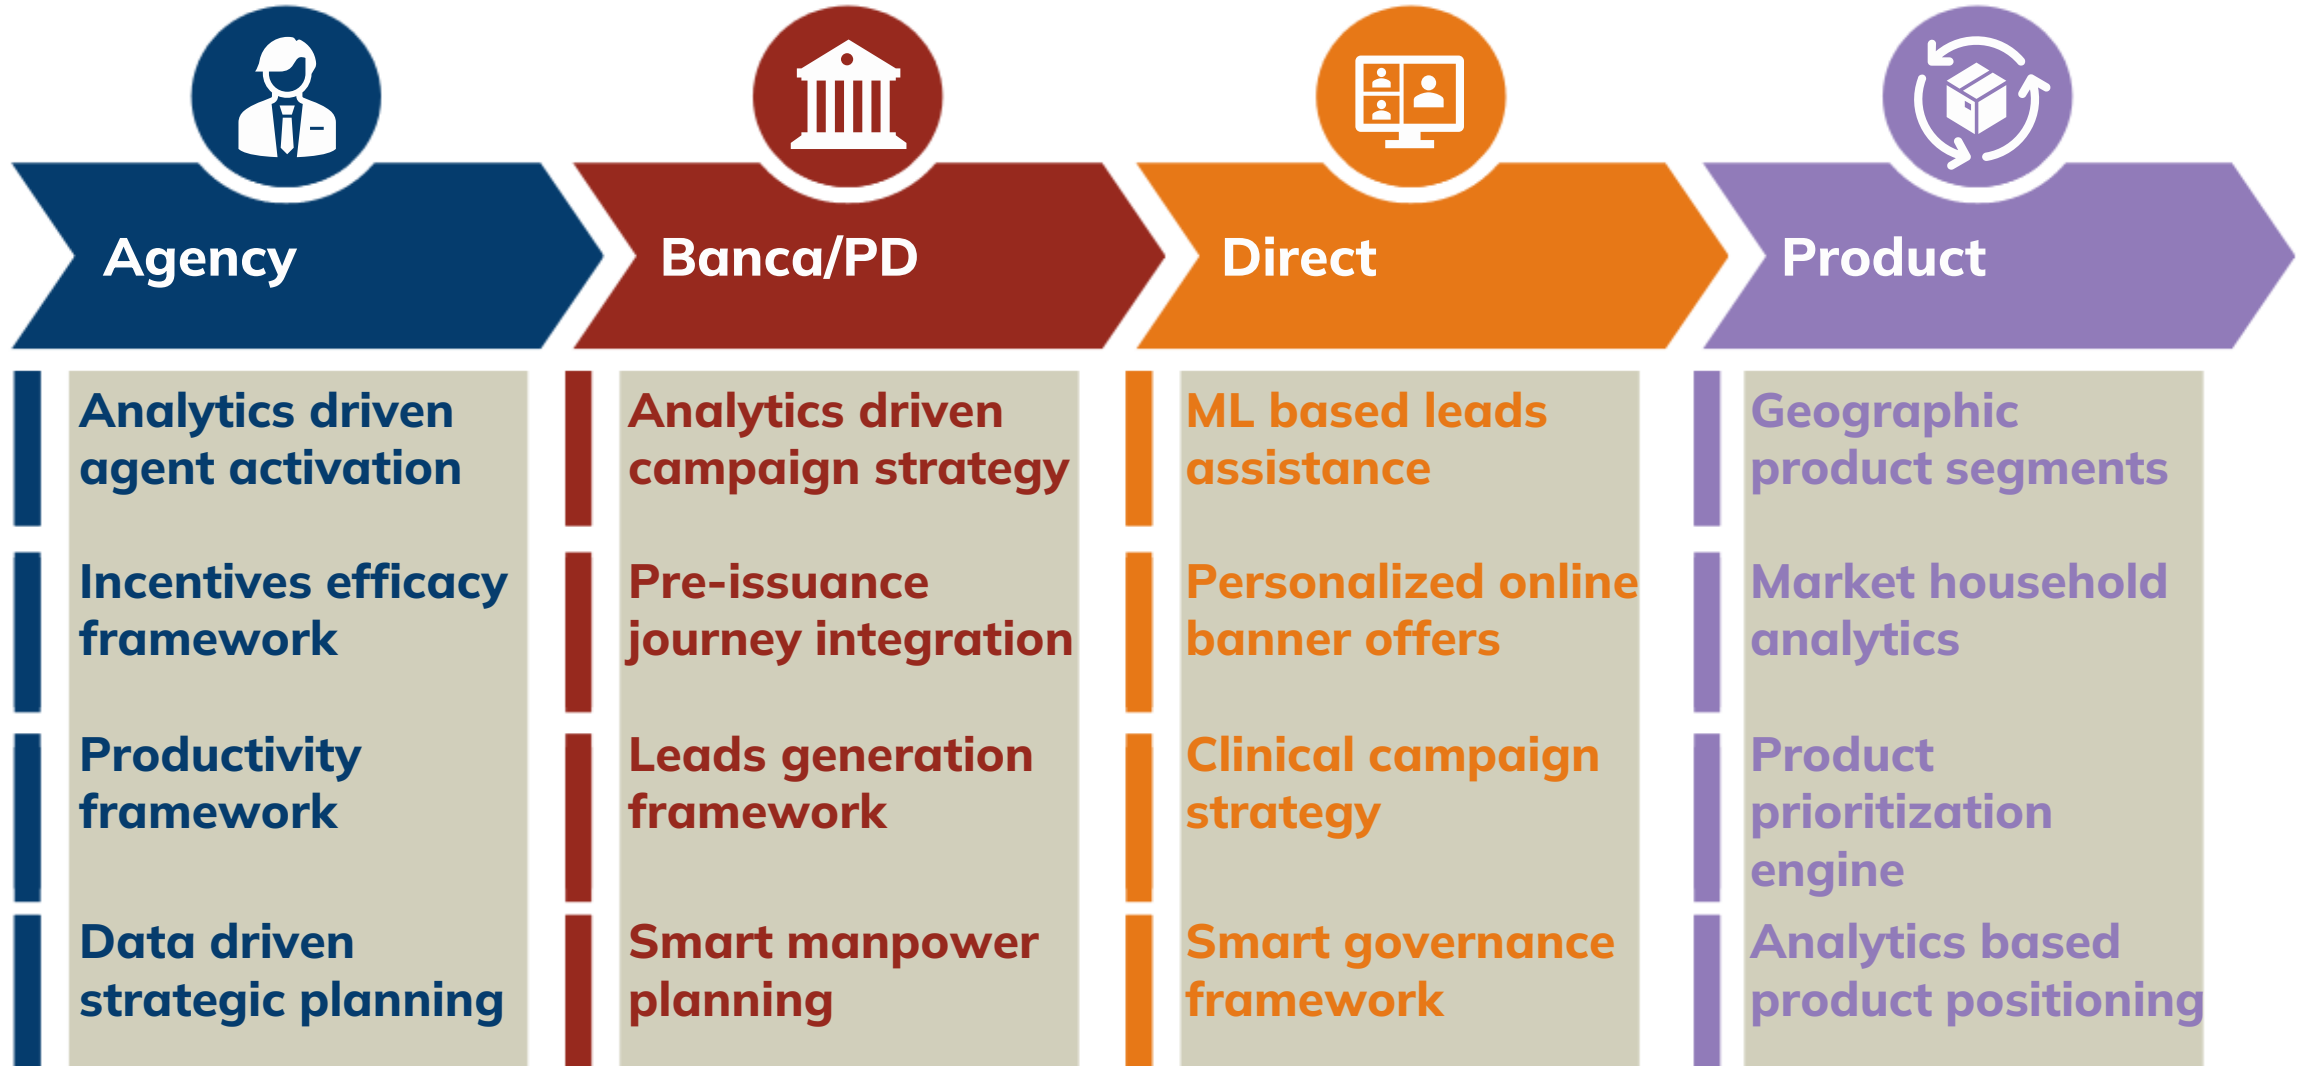 Agency
Banca/PD
Direct
Product
Analytics driven
agent activation
Incentives efficacy
framework
Productivity
framework
Data driven
strategic planning
Analytics driven
campaign strategy
Pre-issuance
journey integration
Leads generation
framework
Smart manpower
planning
ML based leads
assistance
Personalized online
banner offers
Clinical campaign
strategy
Smart governance
framework
Geographic
product segments
Market household
analytics
Product
prioritization
engine
Analytics based
product positioning